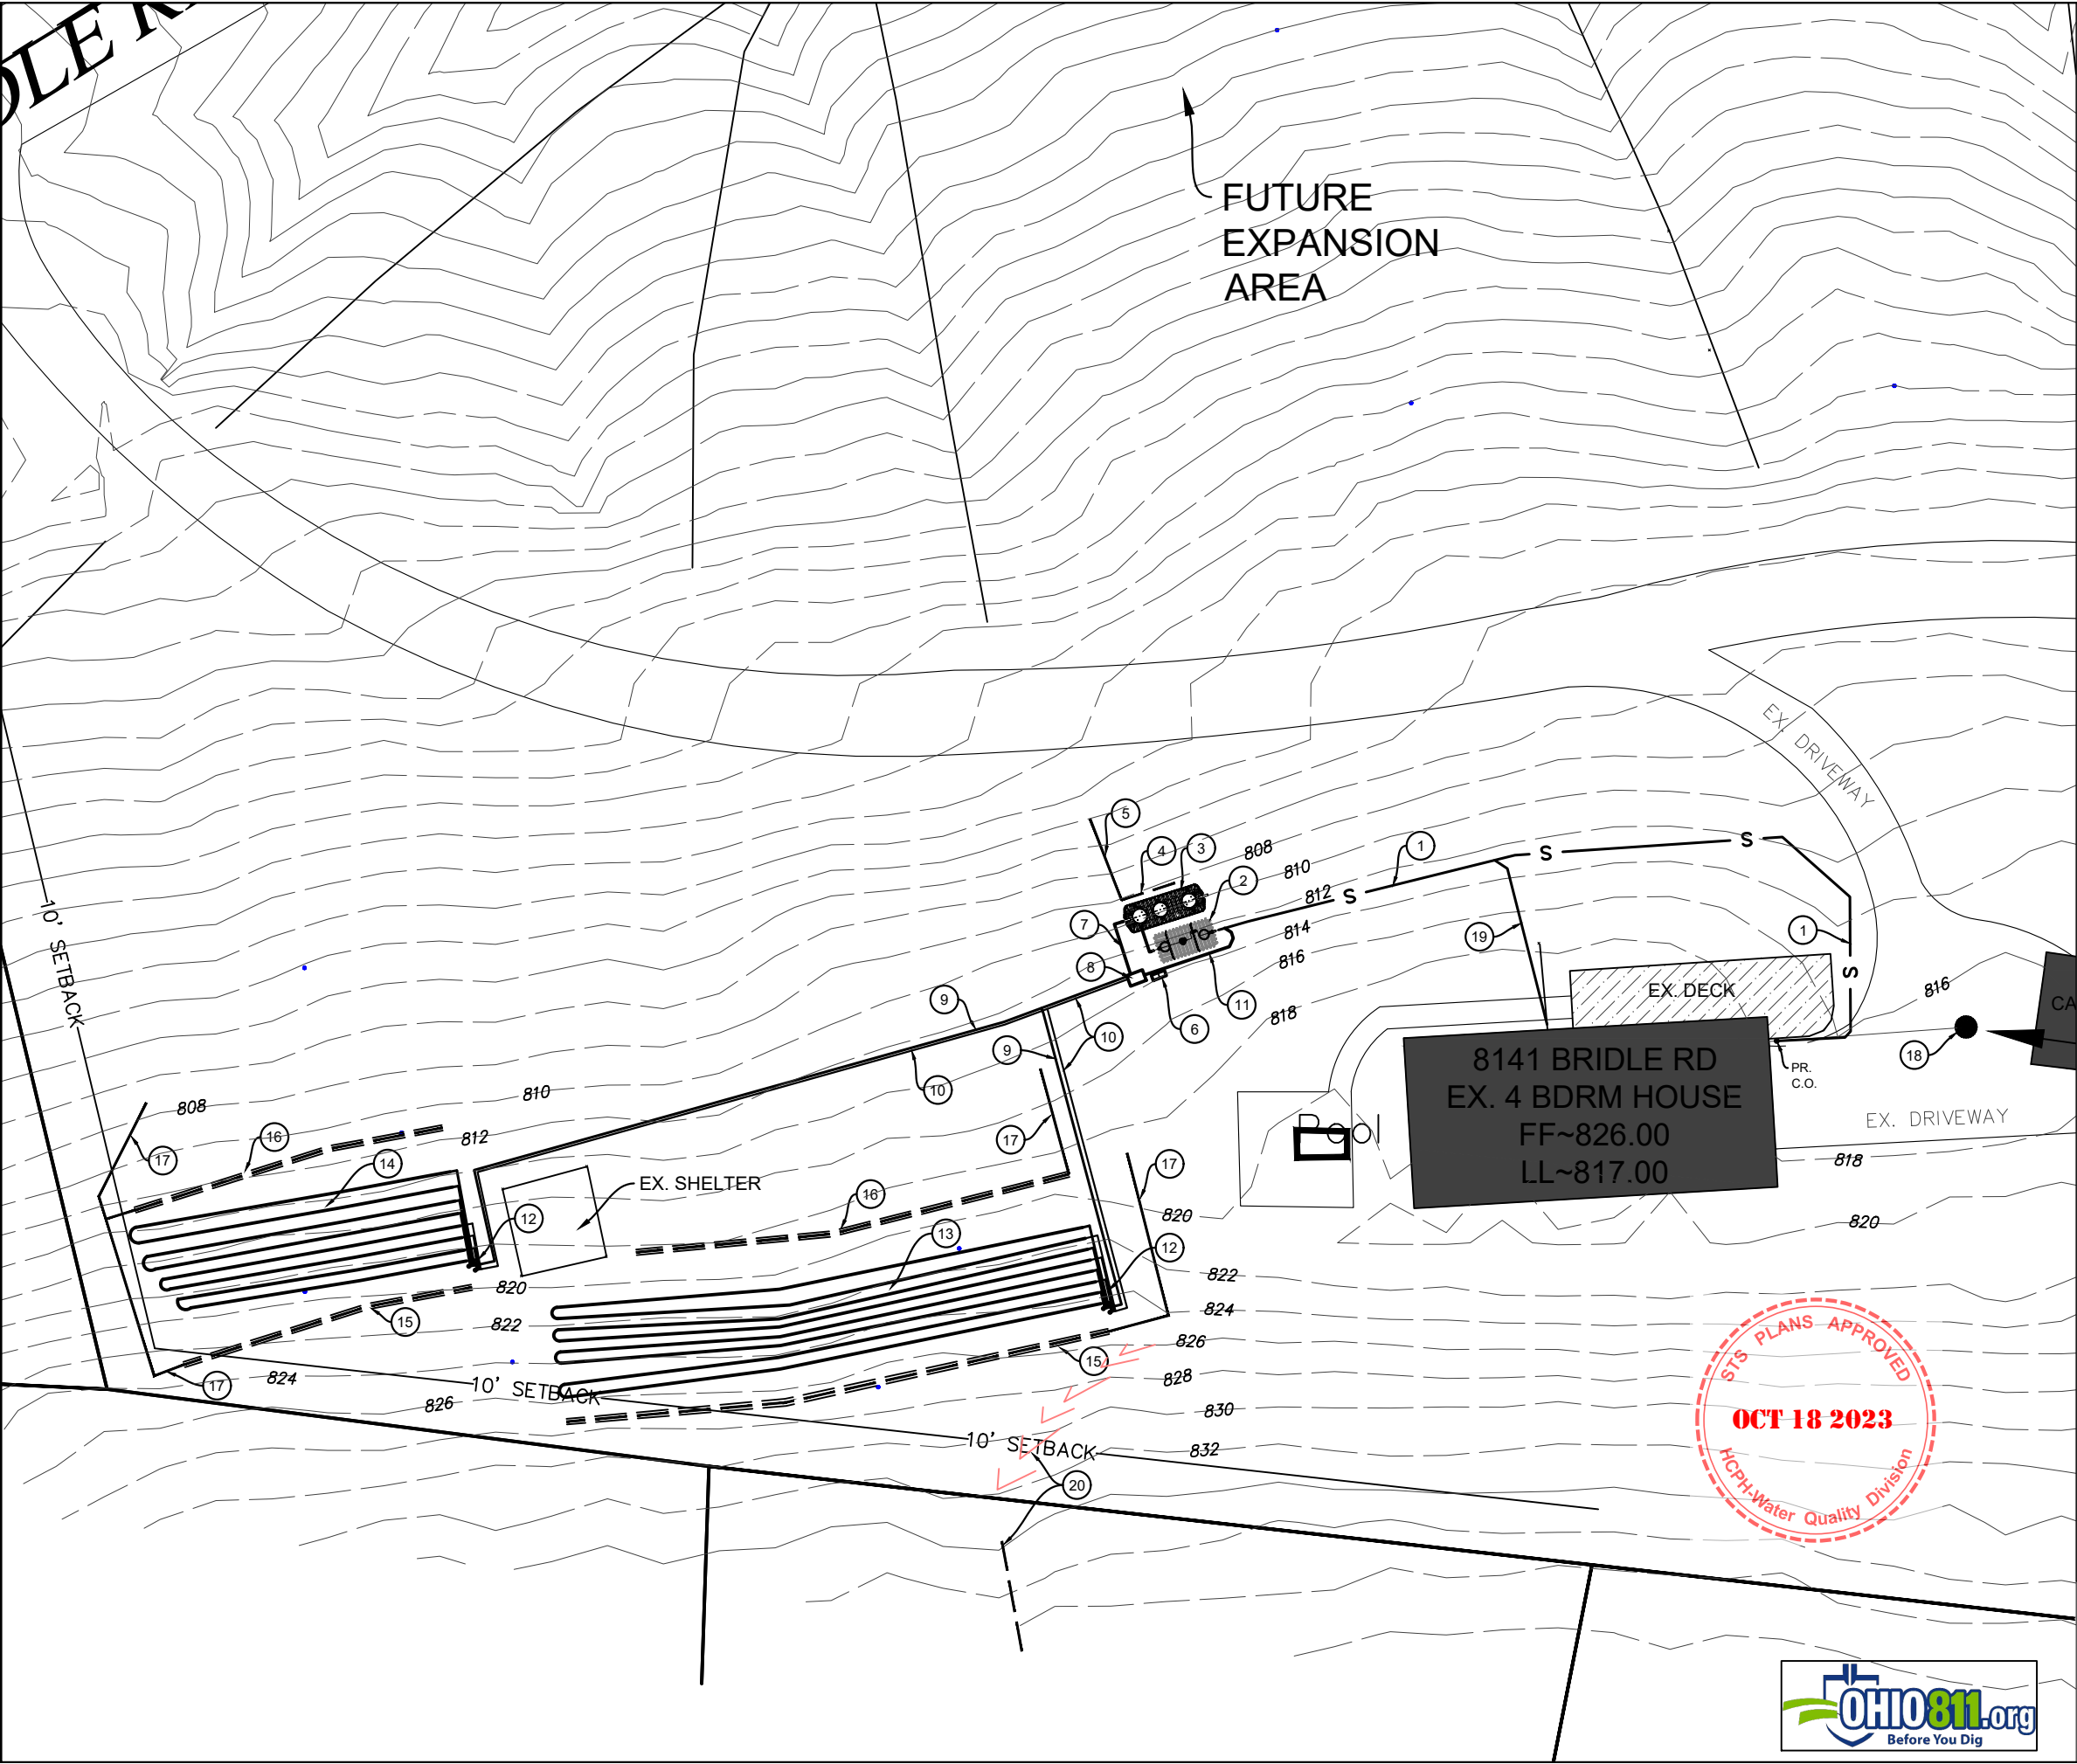 FUTURE
EXPANSION
AREA
EX. DRIVEWAY
5
4
3
808
810
1
S
S
2
812
S
7
814
19
1
8
816
S
9
11
6
818
EX. DECK
816
CA
10' SETBACK
10
9
10
18
8141 BRIDLE RD
EX. 4 BDRM HOUSE
FF~826.00
LL~817.00
PR.
C.O.
EX. DRIVEWAY
Pool
808
810
812
16
17
14
17
17
818
EX. SHELTER
16
12
13
820
820
12
820
822
822
15
824
826
15
828
17
824
826
10' SETBACK
830
10' SETBACK
832
20
STS PLANS APPROVED
OCT 18 2023
HCPH-Water Quality Division
OHIO811.org
Before You Dig